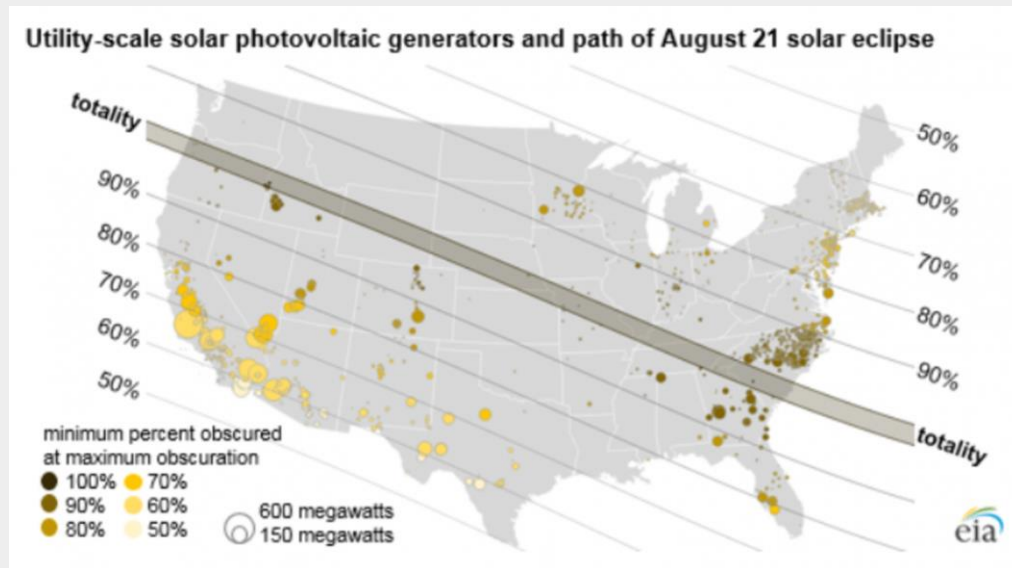 Utility-scale solar photovoltaic generators and path of August 21 solar eclipse
totality
90%
80%
70%
60%
50%
50%
60%
70%
80%
90%
totality
minimum percent obscured
at maximum obscuration
100% 70%
90% 60%
80% 50%
600 megawatts
150 megawatts
eia